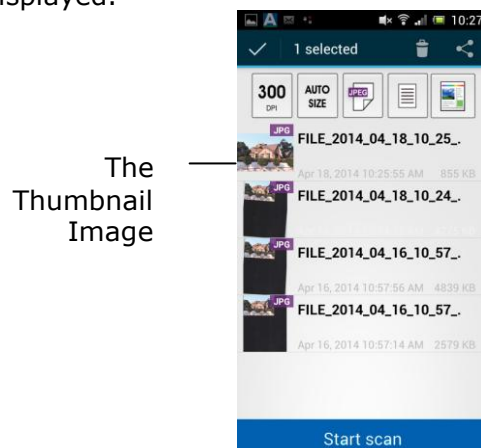 splayed.
10:27
1 selected
300
DPI
AUTO
SIZE
JPEG
JPG
FILE_2014_04_18_10_25_.
Apr 18, 2014 10:25:55 AM 855 KB
The
Thumbnail
Image
JPG
FILE_2014_04_18_10_24_.
JPG
FILE_2014_04_16_10_57_.
Apr 16, 2014 10:57:56 AM 4839 KB
JPG
FILE_2014_04_16_10_57_.
Apr 16, 2014 10:57:14 AM 2579 KB
Start scan